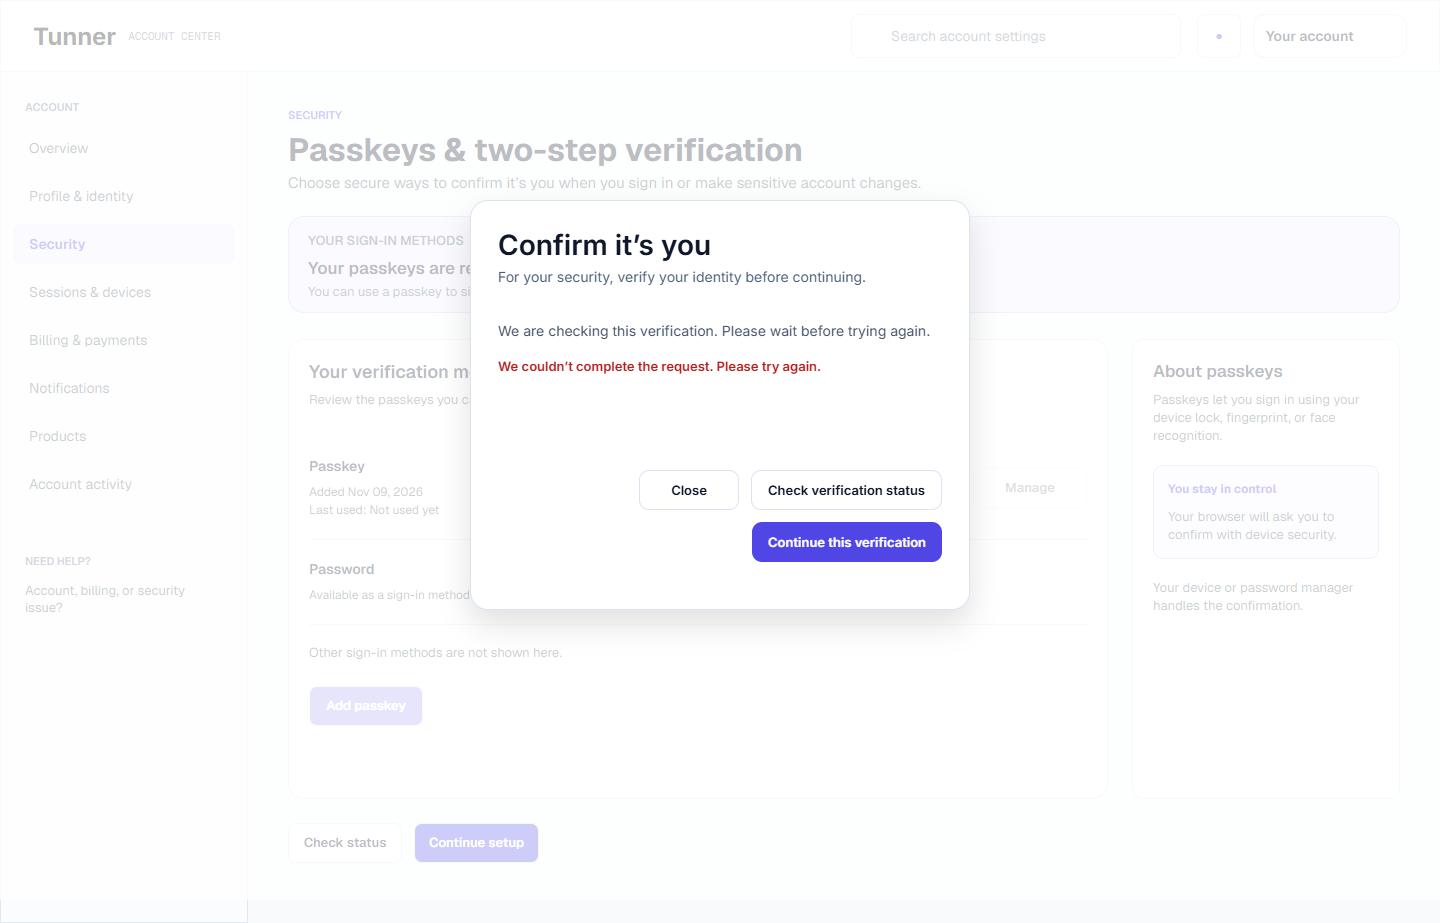 Tunner ACCOUNT CENTER
Search account settings
Your account
ACCOUNT
Overview
Profile & identity
Security
Sessions & devices
Billing & payments
Notifications
Products
Account activity
NEED HELP?
Account, billing, or security
issue?
SECURITY
Passkeys & two-step verification
Choose secure ways to confirm it's you when you sign in or make sensitive account changes.
YOUR SIGN-IN METHODS
Your passkeys are
You can use a passkey to
Your verification
Review the passkeys you
Passkey
Added Nov 09, 2026
Last used: Not used yet
Manage
Password
Available as a sign-in method
Other sign-in methods are not shown here.
Add passkey
Check status
Continue setup
Confirm it's you
For your security, verify your identity before continuing.
We are checking this verification. Please wait before trying again.
We couldn't complete the request. Please try again.
Close
Check verification status
Continue this verification
About passkeys
Passkeys let you sign in using your
device lock, fingerprint, or face
recognition.
You stay in control
Your browser will ask you to
confirm with device security.
Your device or password manager
handles the confirmation.